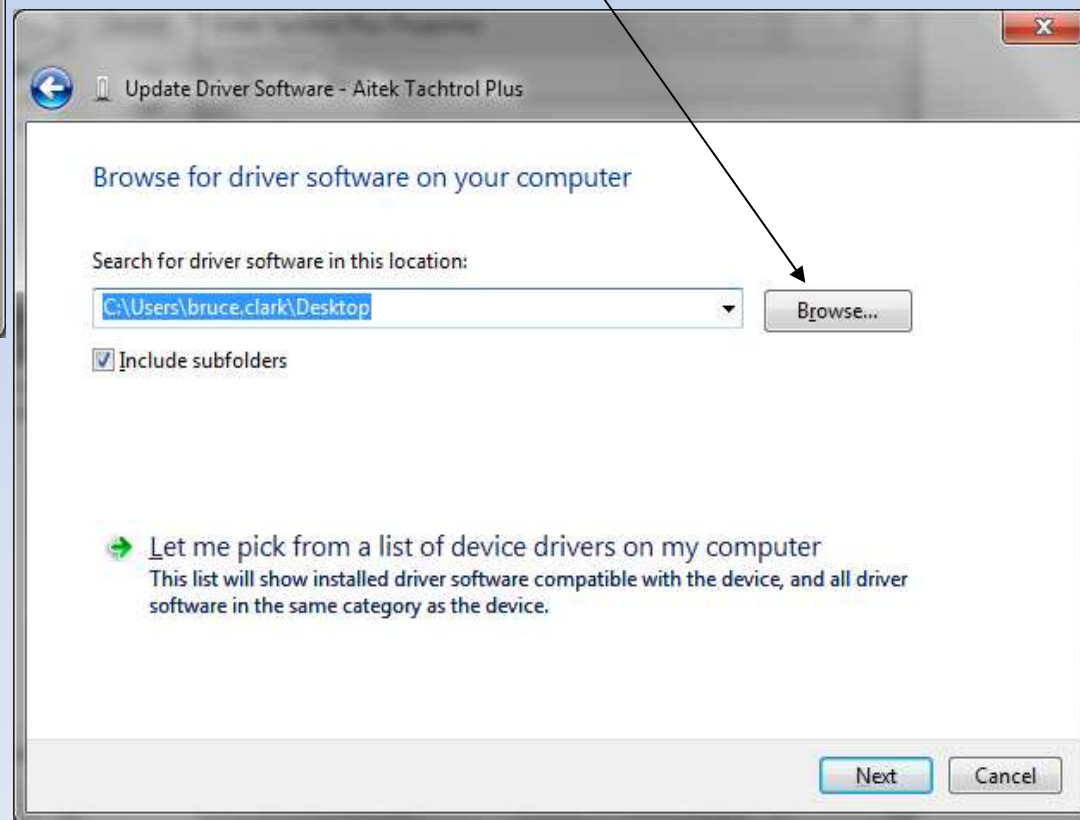 Update Driver Software - Aitek Tachtrol Plus
Browse for driver software on your computer
Search for driver software in this location:
C:\Users\bruce.clark\Desktop
Browse...
Include subfolders
Let me pick from a list of device drivers on my computer
This list will show installed driver software compatible with the device, and all driver
software in the same category as the device.
Next
Cancel